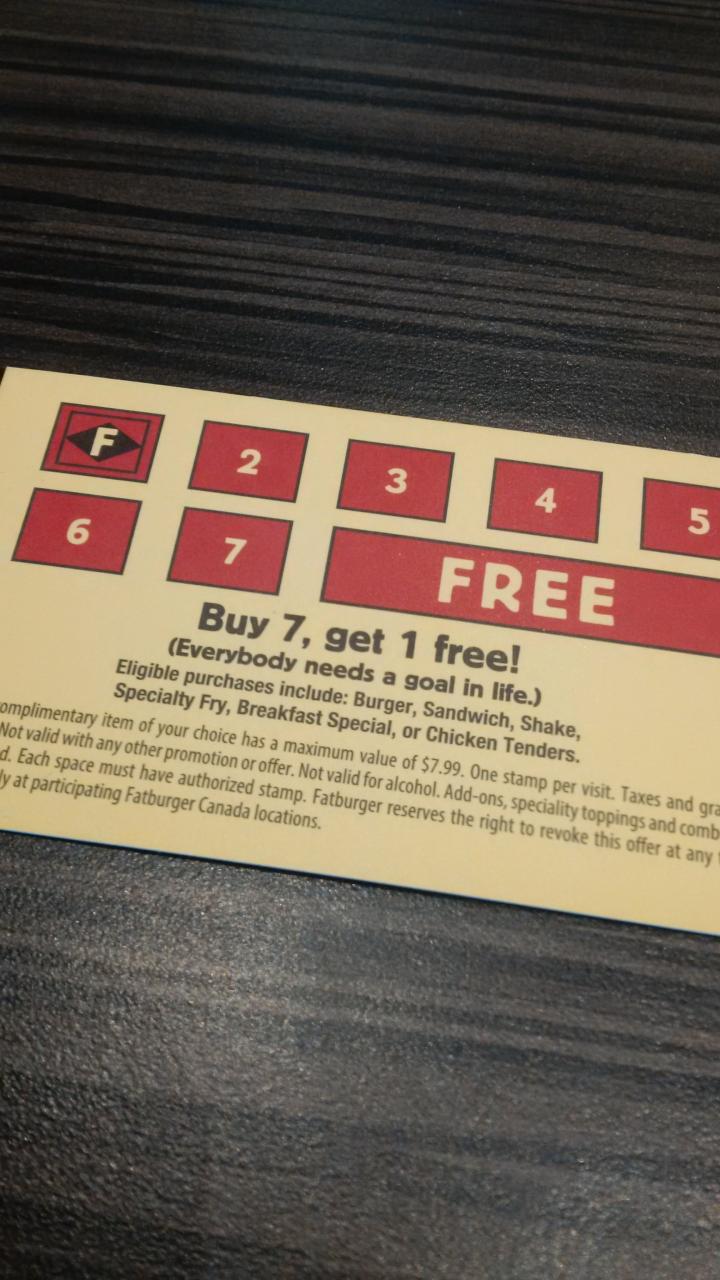 F 2 3 4 5
6 7 FREE
Buy 7, get 1 free!
(Everybody needs a goal in life.)
Eligible purchases include: Burger, Sandwich, Shake,
Specialty Fry, Breakfast Special, or Chicken Tenders.
omplimentary item of your choice has a maximum value of $7.99. One stamp per visit. Taxes and gra
Not valid with any other promotion or offer. Not valid for alcohol. Add-ons, speciality toppings and comb
d. Each space must have authorized stamp. Fatburger reserves the right to revoke this offer at any
ly at participating Fatburger Canada locations.